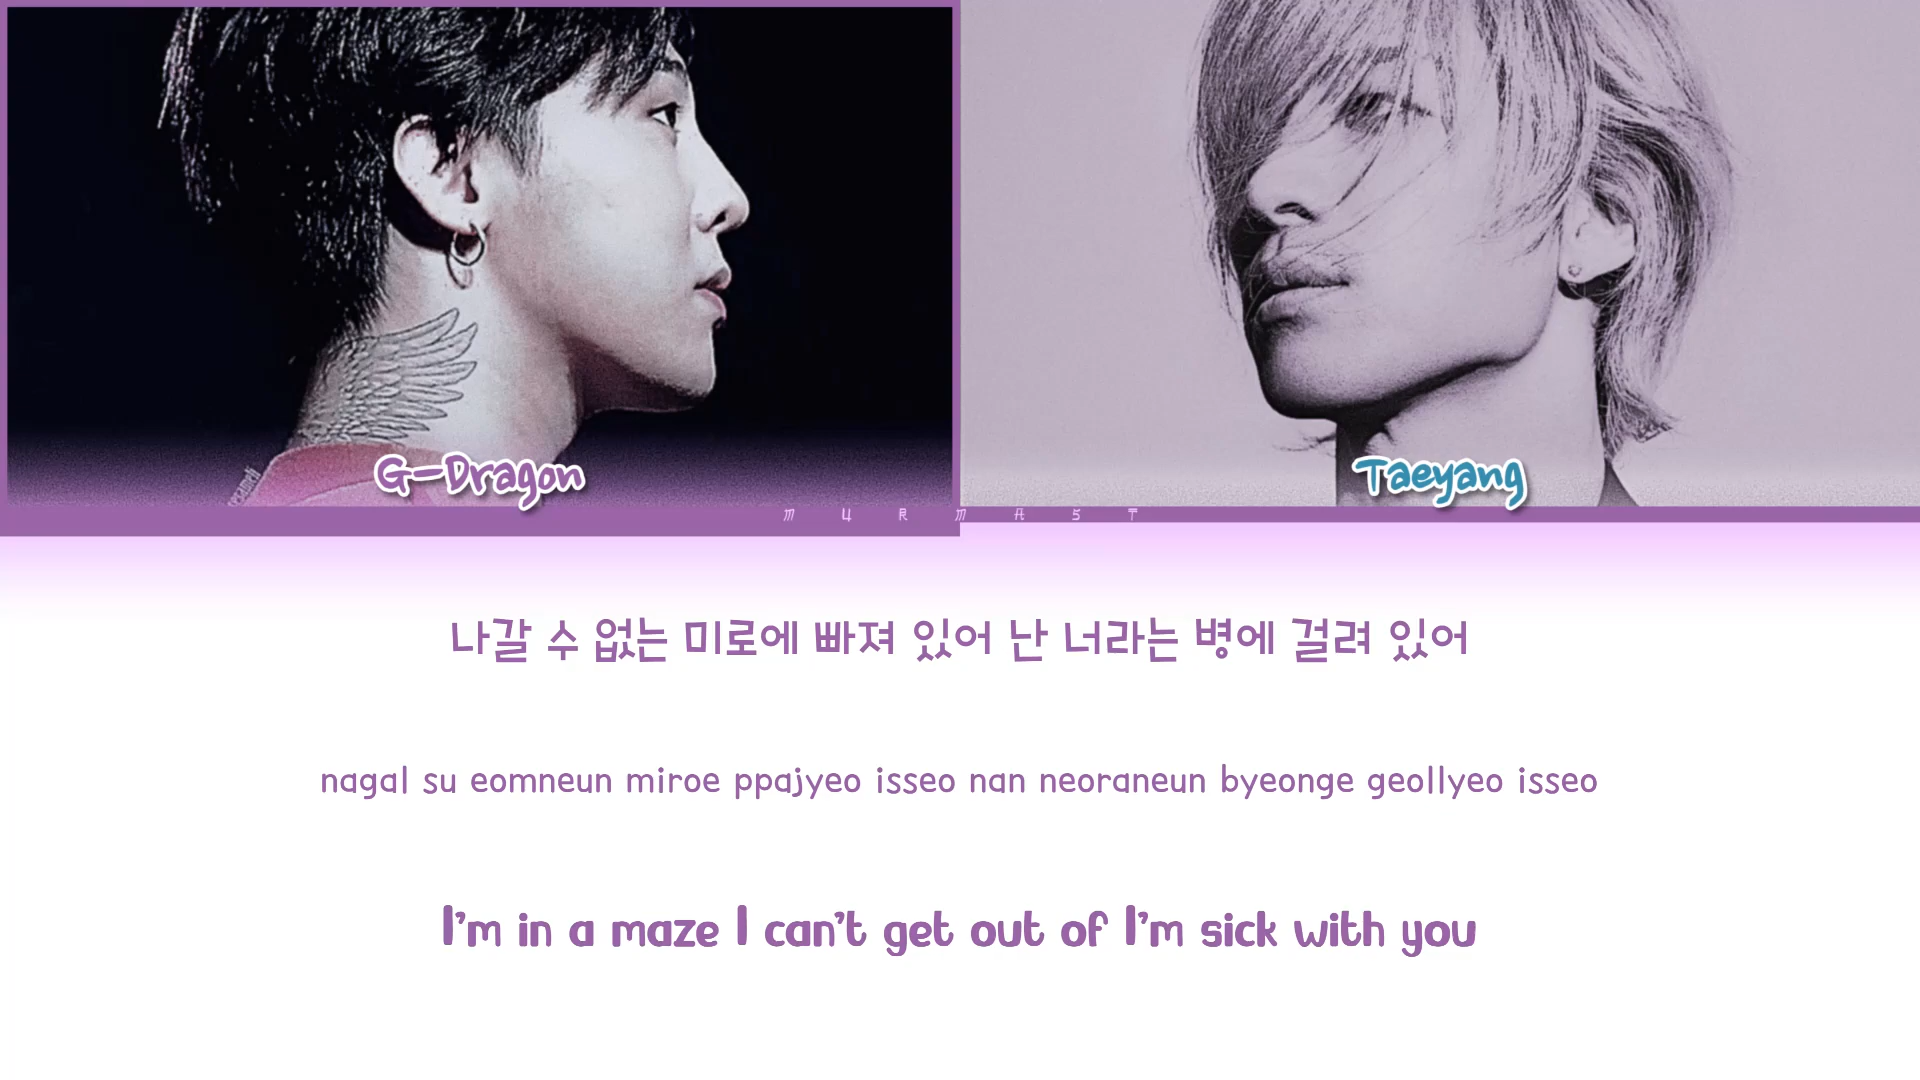 G-Dragon
Taeyang
M U R M A S T
나갈 수 없는 미로에 빠져 있어 난 너라는 병에 걸려 있어
nagal su eomneun miroe ppajyeo isseo nan neoraneun byeonge geollyeo isseo
I'm in a maze I can't get out of I'm sick with you